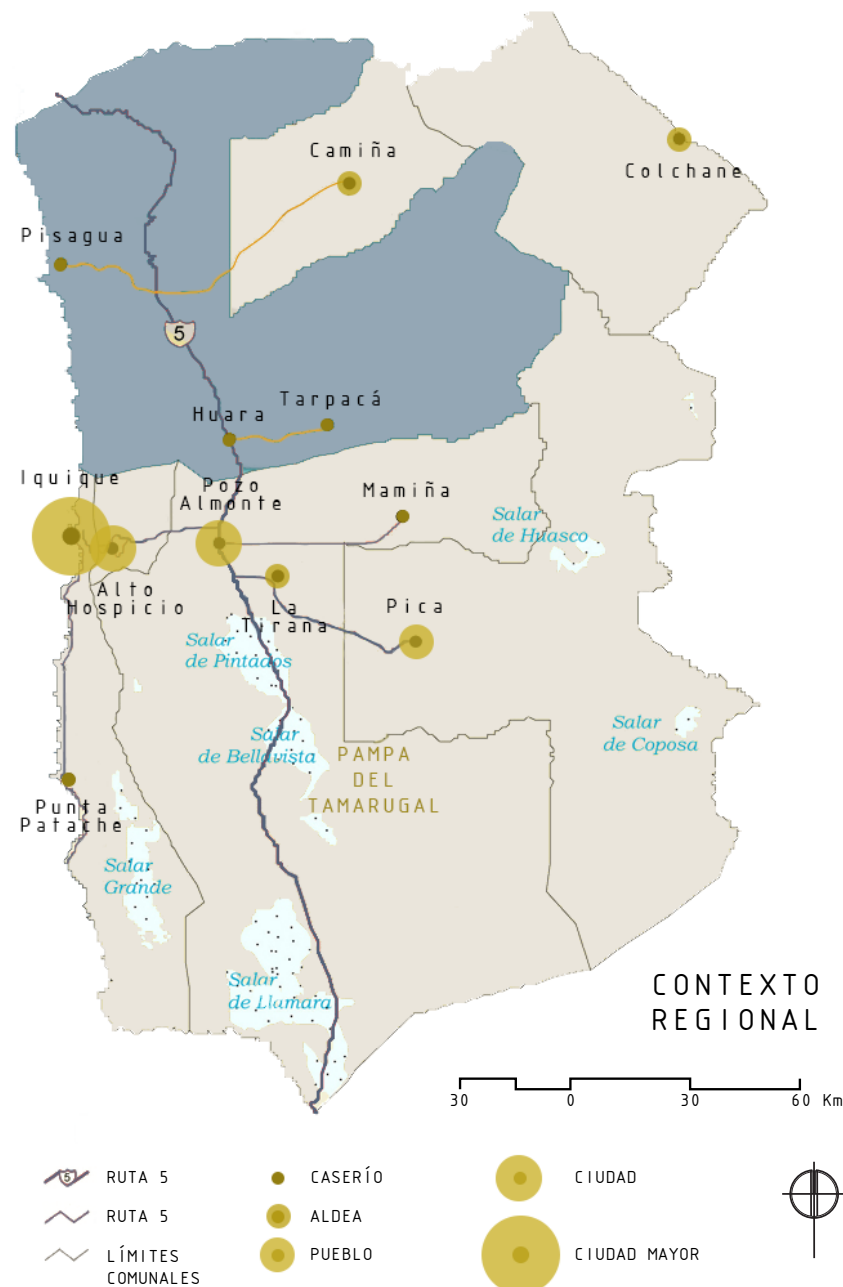 Camiña
Colchane
Pisagua
5
Huara
Tarpacá
Iquique
Pozo
Almonte
Mamiña
Salar
de Huasco
Alto
Hospicio
La
Tirana
Pica
Salar
de Pintados
Salar
de Bellavista
Salar
de Coposa
PAMPA
DEL
TAMARUGAL
Punta
Patache
Salar
Grande
Salar
de Llamara
CONTEXTO
REGIONAL
30 0 30 60 Km
5 RUTA 5
RUTA 5
LÍMITES
COMUNALES
CASERÍO
ALDEA
PUEBLO
CIUDAD
CIUDAD MAYOR